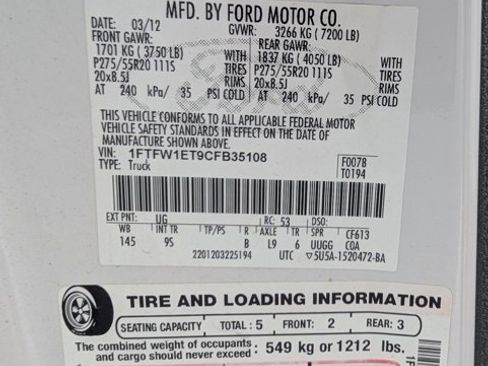 MFD. BY FORD MOTOR CO.
DATE: 03/12 GVWR: 3266 KG (7200 LB)
FRONT GAWR: REAR GAWR:
1701 KG (3750 LB) WITH 1837 KG (4050 LB) WITH
P275/55R20 111S TIRES P275/55R20 111S TIRES
20x8.5J RIMS 20x8.5J RIMS
AT 240 kPa/ 35 PSI COLD AT 240 kPa/ 35 PSI COLD
THIS VEHICLE CONFORMS TO ALL APPLICABLE FEDERAL MOTOR
VEHICLE SAFETY STANDARDS IN EFFECT ON THE DATE OF
MANUFACTURE SHOWN ABOVE.
VIN: 1FTFW1ET9CFB35108 F0078
TYPE: Truck T0194
EXT PNT: UG RC: 53 DSO:
WB INT TR TP/PS R AXLE TR SPR CF613
145 9S B L9 6 UUGG COA
2201203225194 UTC ▽5U5A-1520472-BA
TIRE AND LOADING INFORMATION
SEATING CAPACITY TOTAL: 5 FRONT: 2 REAR: 3
The combined weight of occupants
and cargo should never exceed: 549 kg or 1212 lbs.